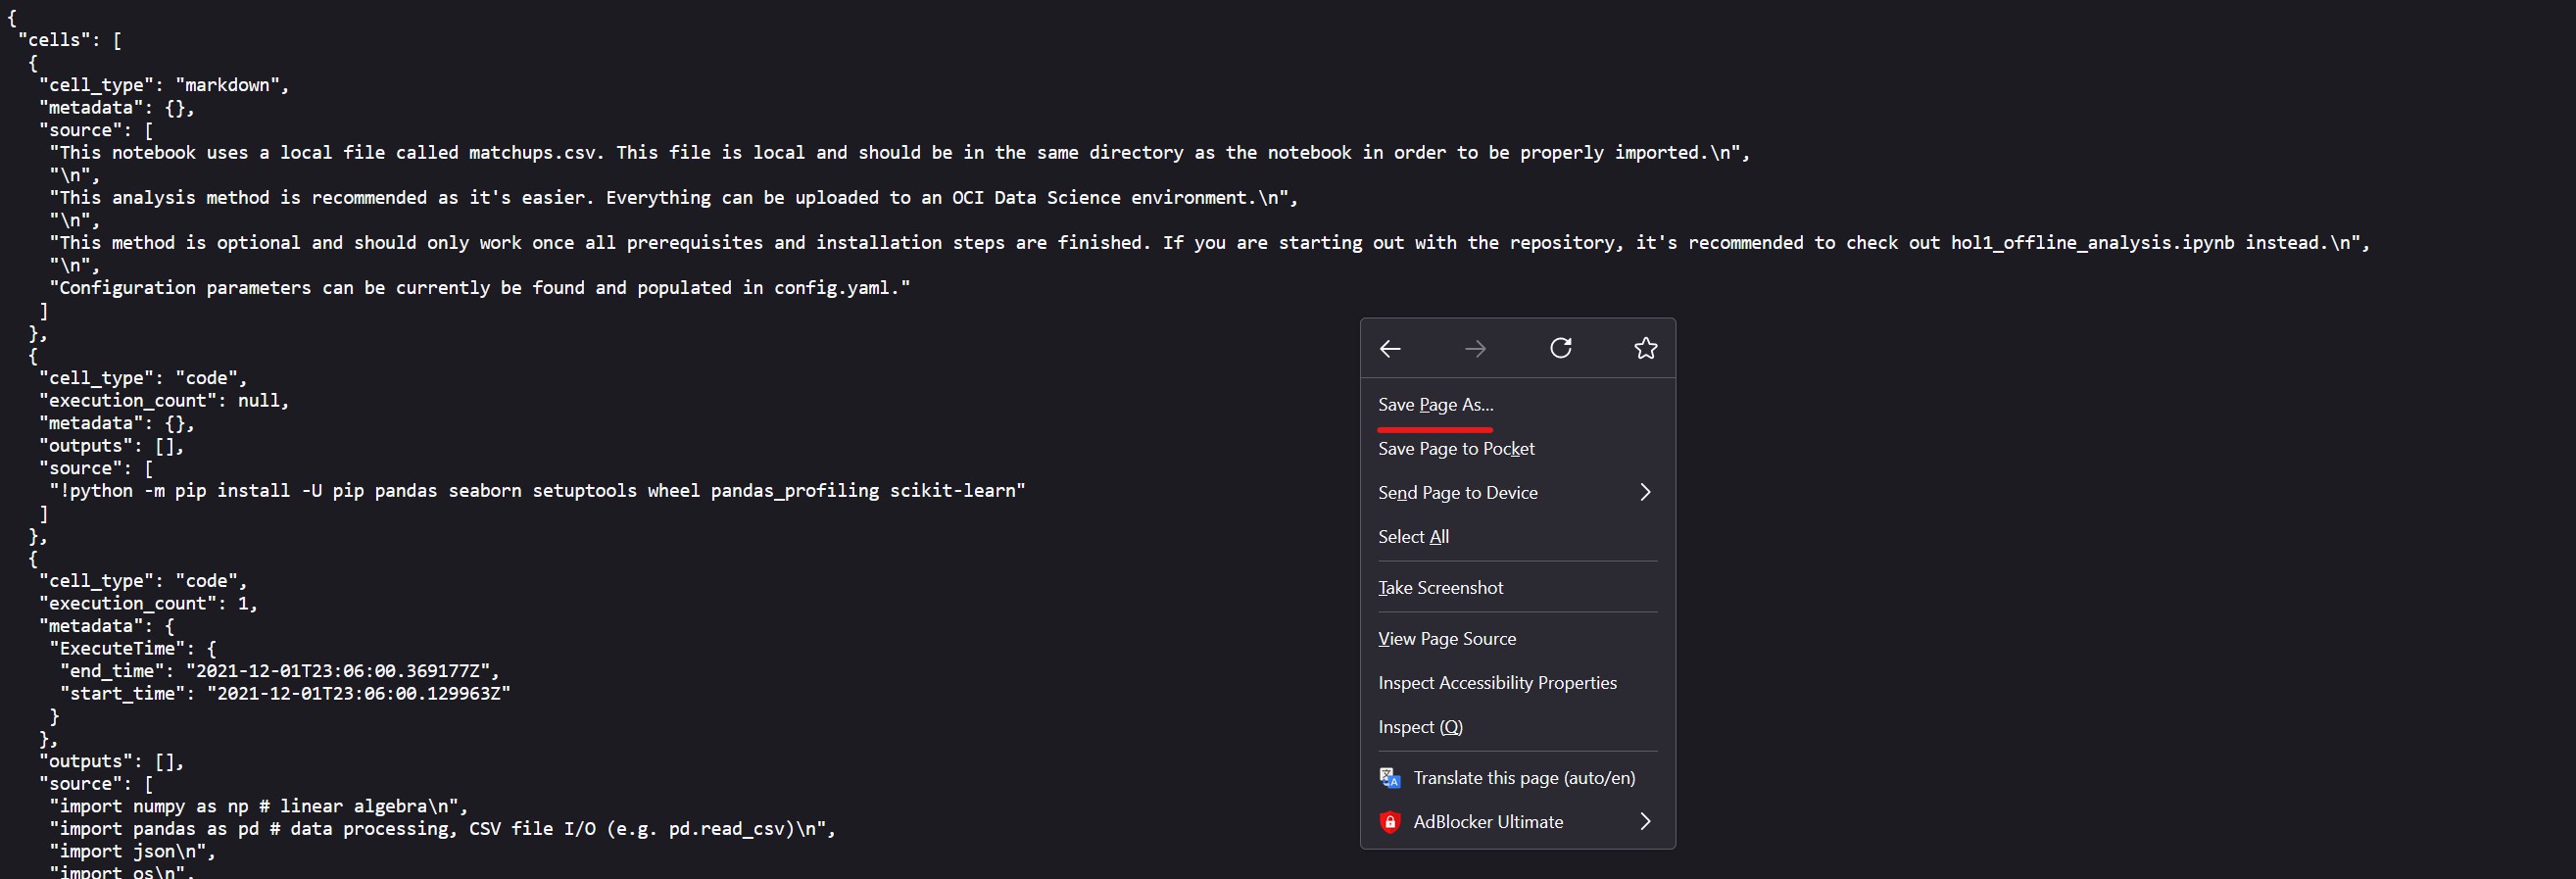 {
"cells": [
{
"cell_type": "markdown",
"metadata": {},
"source": [
"This notebook uses a local file called matchups.csv. This file is local and should be in the same directory as the notebook in order to be properly imported.\n",
"\n",
"This analysis method is recommended as it's easier. Everything can be uploaded to an OCI Data Science environment.\n",
"\n",
"This method is optional and should only work once all prerequisites and installation steps are finished. If you are starting out with the repository, it's recommended to check out hol1_offline_analysis.ipynb instead.\n",
"\n",
"Configuration parameters can be currently be found and populated in config.yaml."
]
},
{
"cell_type": "code",
"execution_count": null,
"metadata": {},
"outputs": [],
"source": [
"!python -m pip install -U pip pandas seaborn setuptools wheel pandas_profiling scikit-learn"
]
},
{
"cell_type": "code",
"execution_count": 1,
"metadata": {
"ExecuteTime": {
"end_time": "2021-12-01T23:06:00.369177Z",
"start_time": "2021-12-01T23:06:00.129963Z"
}
},
"outputs": [],
"source": [
"import numpy as np # linear algebra\n",
"import pandas as pd # data processing, CSV file I/O (e.g. pd.read_csv)\n",
"import json\n",
"import os\n",
Save Page As...
Save Page to Pocket
Send Page to Device
Select All
Take Screenshot
View Page Source
Inspect Accessibility Properties
Inspect (Q)
Translate this page (auto/en)
AdBlocker Ultimate